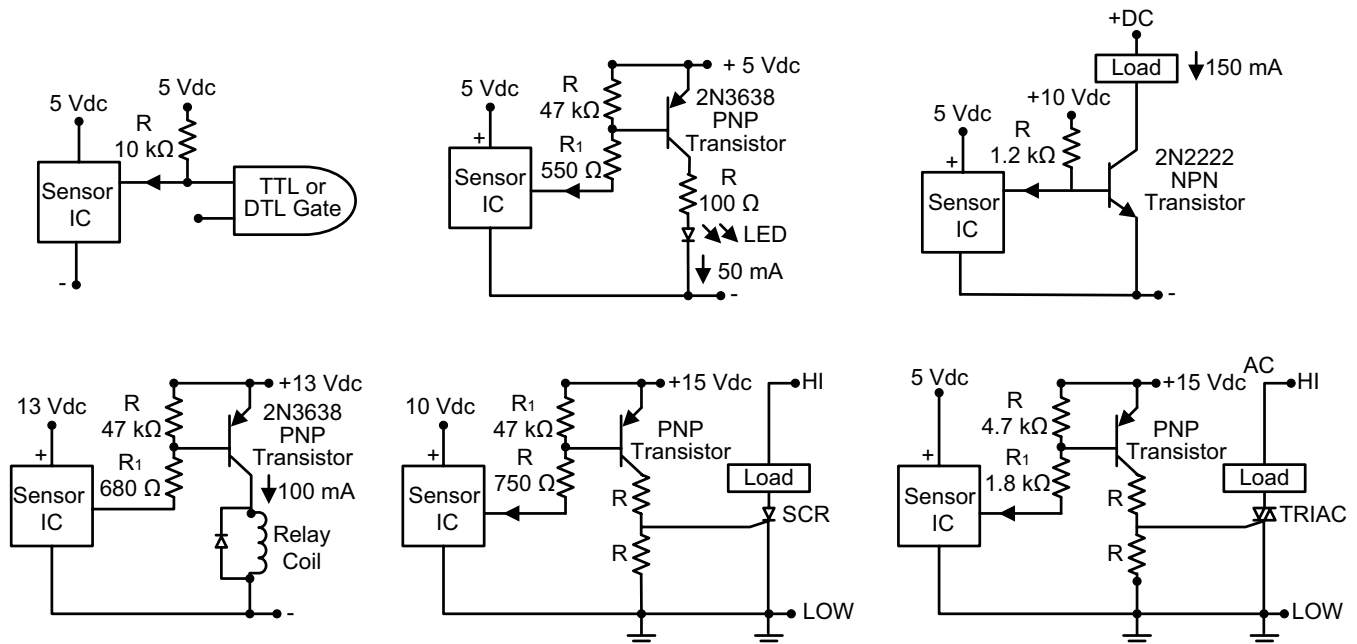 5 Vdc
5 Vdc
R
10 kΩ
Sensor
IC
TTL or
DTL Gate
-
+ 5 Vdc
5 Vdc
R
47 kΩ
2N3638
PNP
Transistor
+
R1
550 Ω
Sensor
IC
R
100 Ω
LED
50 mA
-
+DC
Load
150 mA
5 Vdc
+10 Vdc
R
1.2 kΩ
+
2N2222
NPN
Transistor
Sensor
IC
-
+13 Vdc
13 Vdc
R
47 kΩ
2N3638
PNP
Transistor
+
R1
680 Ω
100 mA
Sensor
IC
Relay
Coil
-
+15 Vdc
HI
10 Vdc
R1
47 kΩ
PNP
Transistor
+
R
750 Ω
Load
Sensor
IC
R
SCR
R
LOW
AC
+15 Vdc
HI
5 Vdc
R
4.7 kΩ
PNP
Transistor
+
R1
1.8 kΩ
Load
Sensor
IC
R
TRIAC
R
LOW